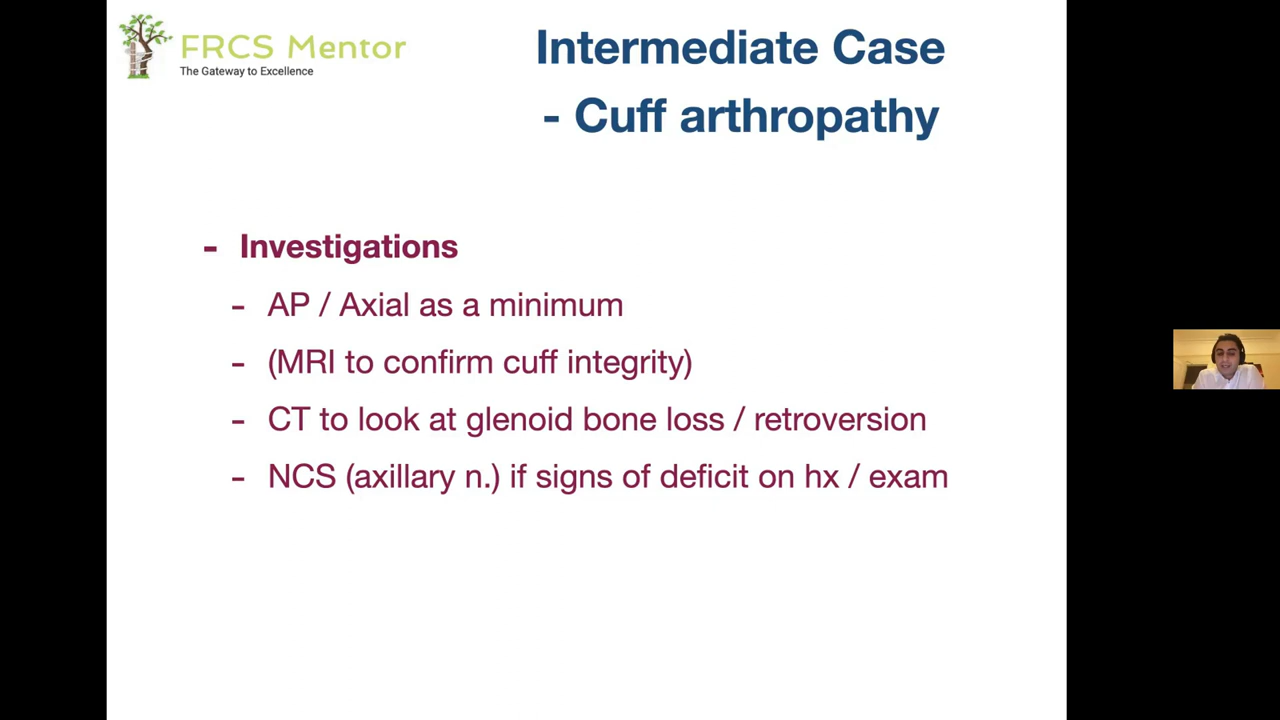 FRCS Mentor
The Gateway to Excellence
Intermediate Case
- Cuff arthropathy
- Investigations
- AP / Axial as a minimum
- (MRI to confirm cuff integrity)
- CT to look at glenoid bone loss / retroversion
- NCS (axillary n.) if signs of deficit on hx / exam